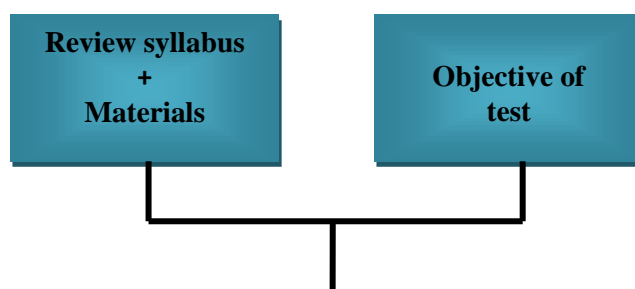 Review syllabus
+
Materials
Objective of
test